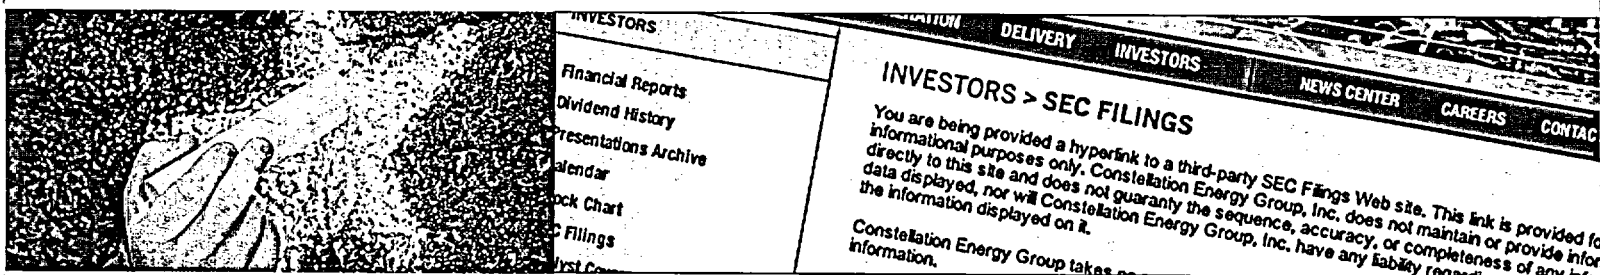 INVESTORS
Financial Reports
Dividend History
Presentations Archive
alendar
ock Chart
C Filings
lyst
DELIVERY
INVESTORS
NEWS CENTER
CAREERS
CONTAC
INVESTORS > SEC FILINGS
You are being provided a hyperlink to a third-party SEC Filings Web site. This link is provided fo
informational purposes only. Constellation Energy Group, Inc. does not maintain or provide infor
directly to this site and does not guaranty the sequence, accuracy, or completeness of any
data displayed, nor will Constellation Energy Group, Inc. have any liability
the information displayed on it.
Constellation Energy Group takes
information.